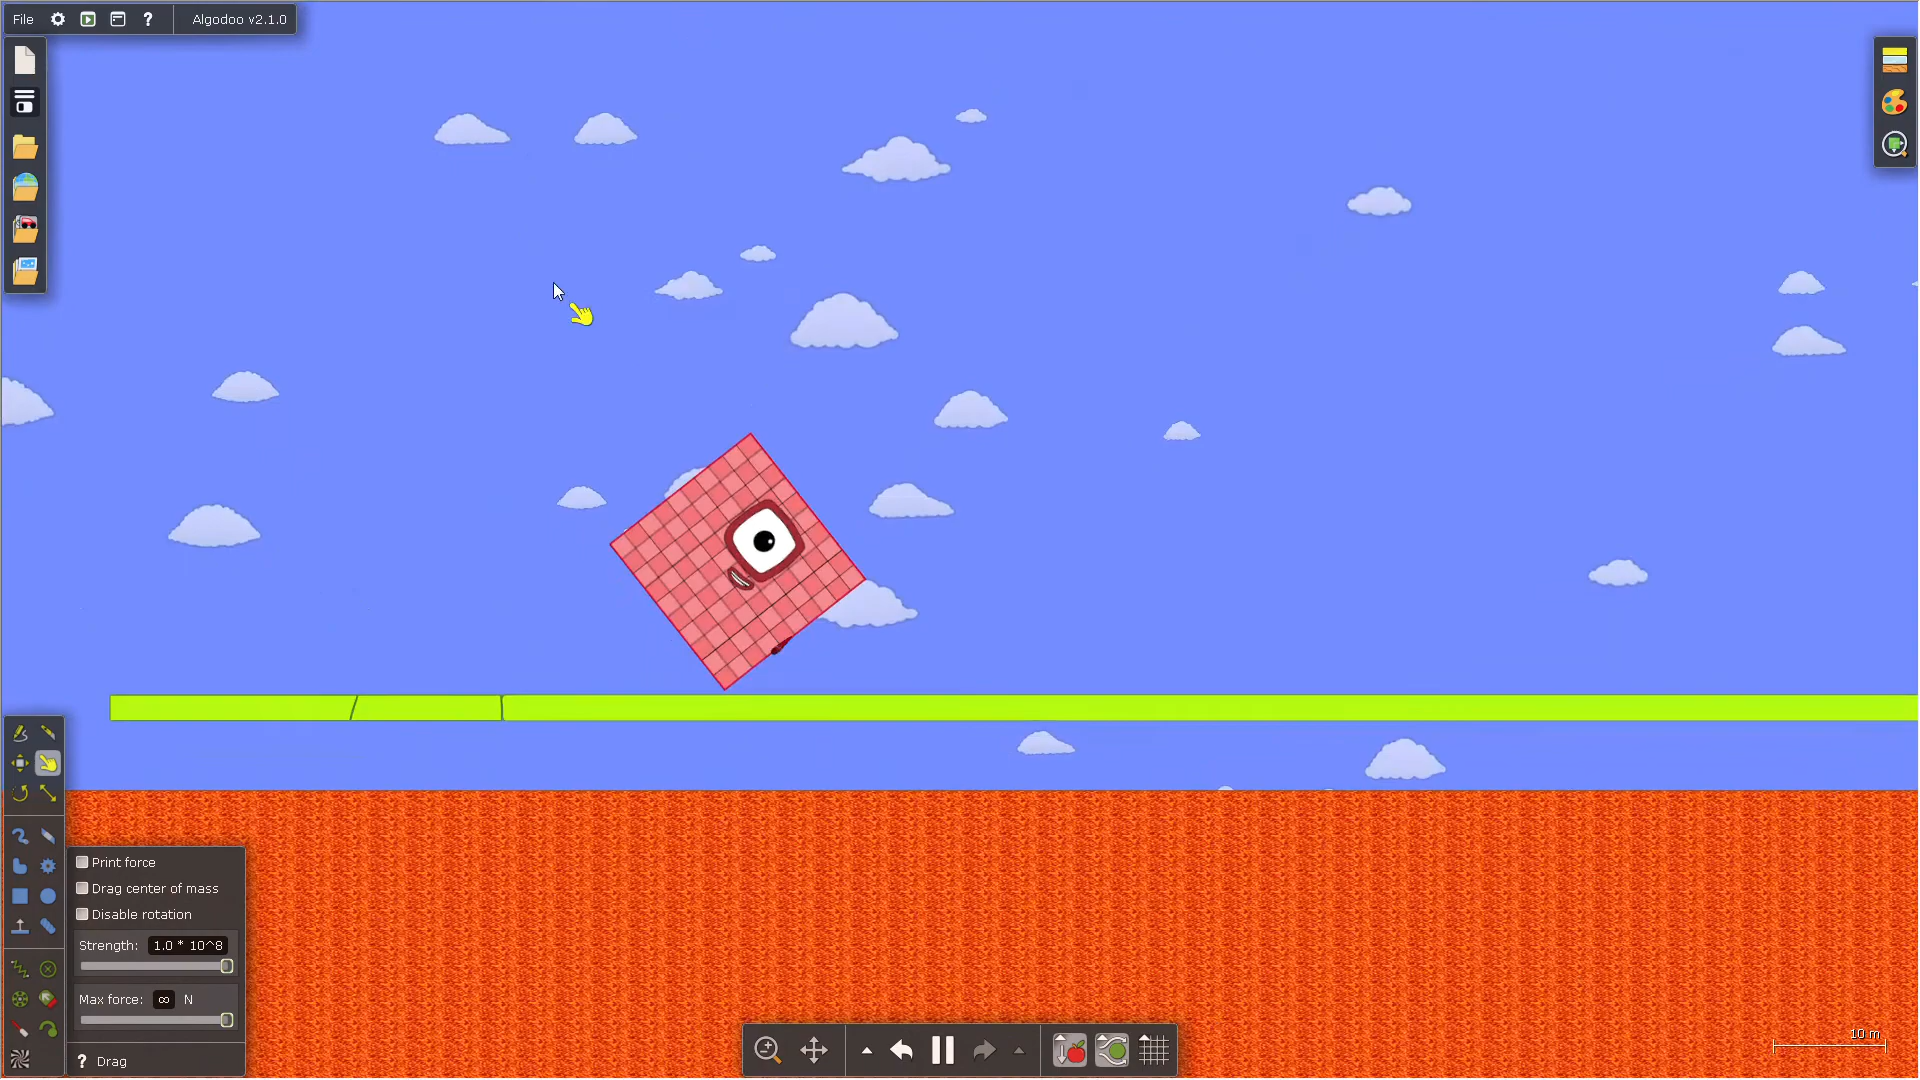 File ? Algodoo v2.1.0
Print force
Drag center of mass
Disable rotation
Strength: 1.0 * 10^8
Max force: ∞ N
? Drag
10 m